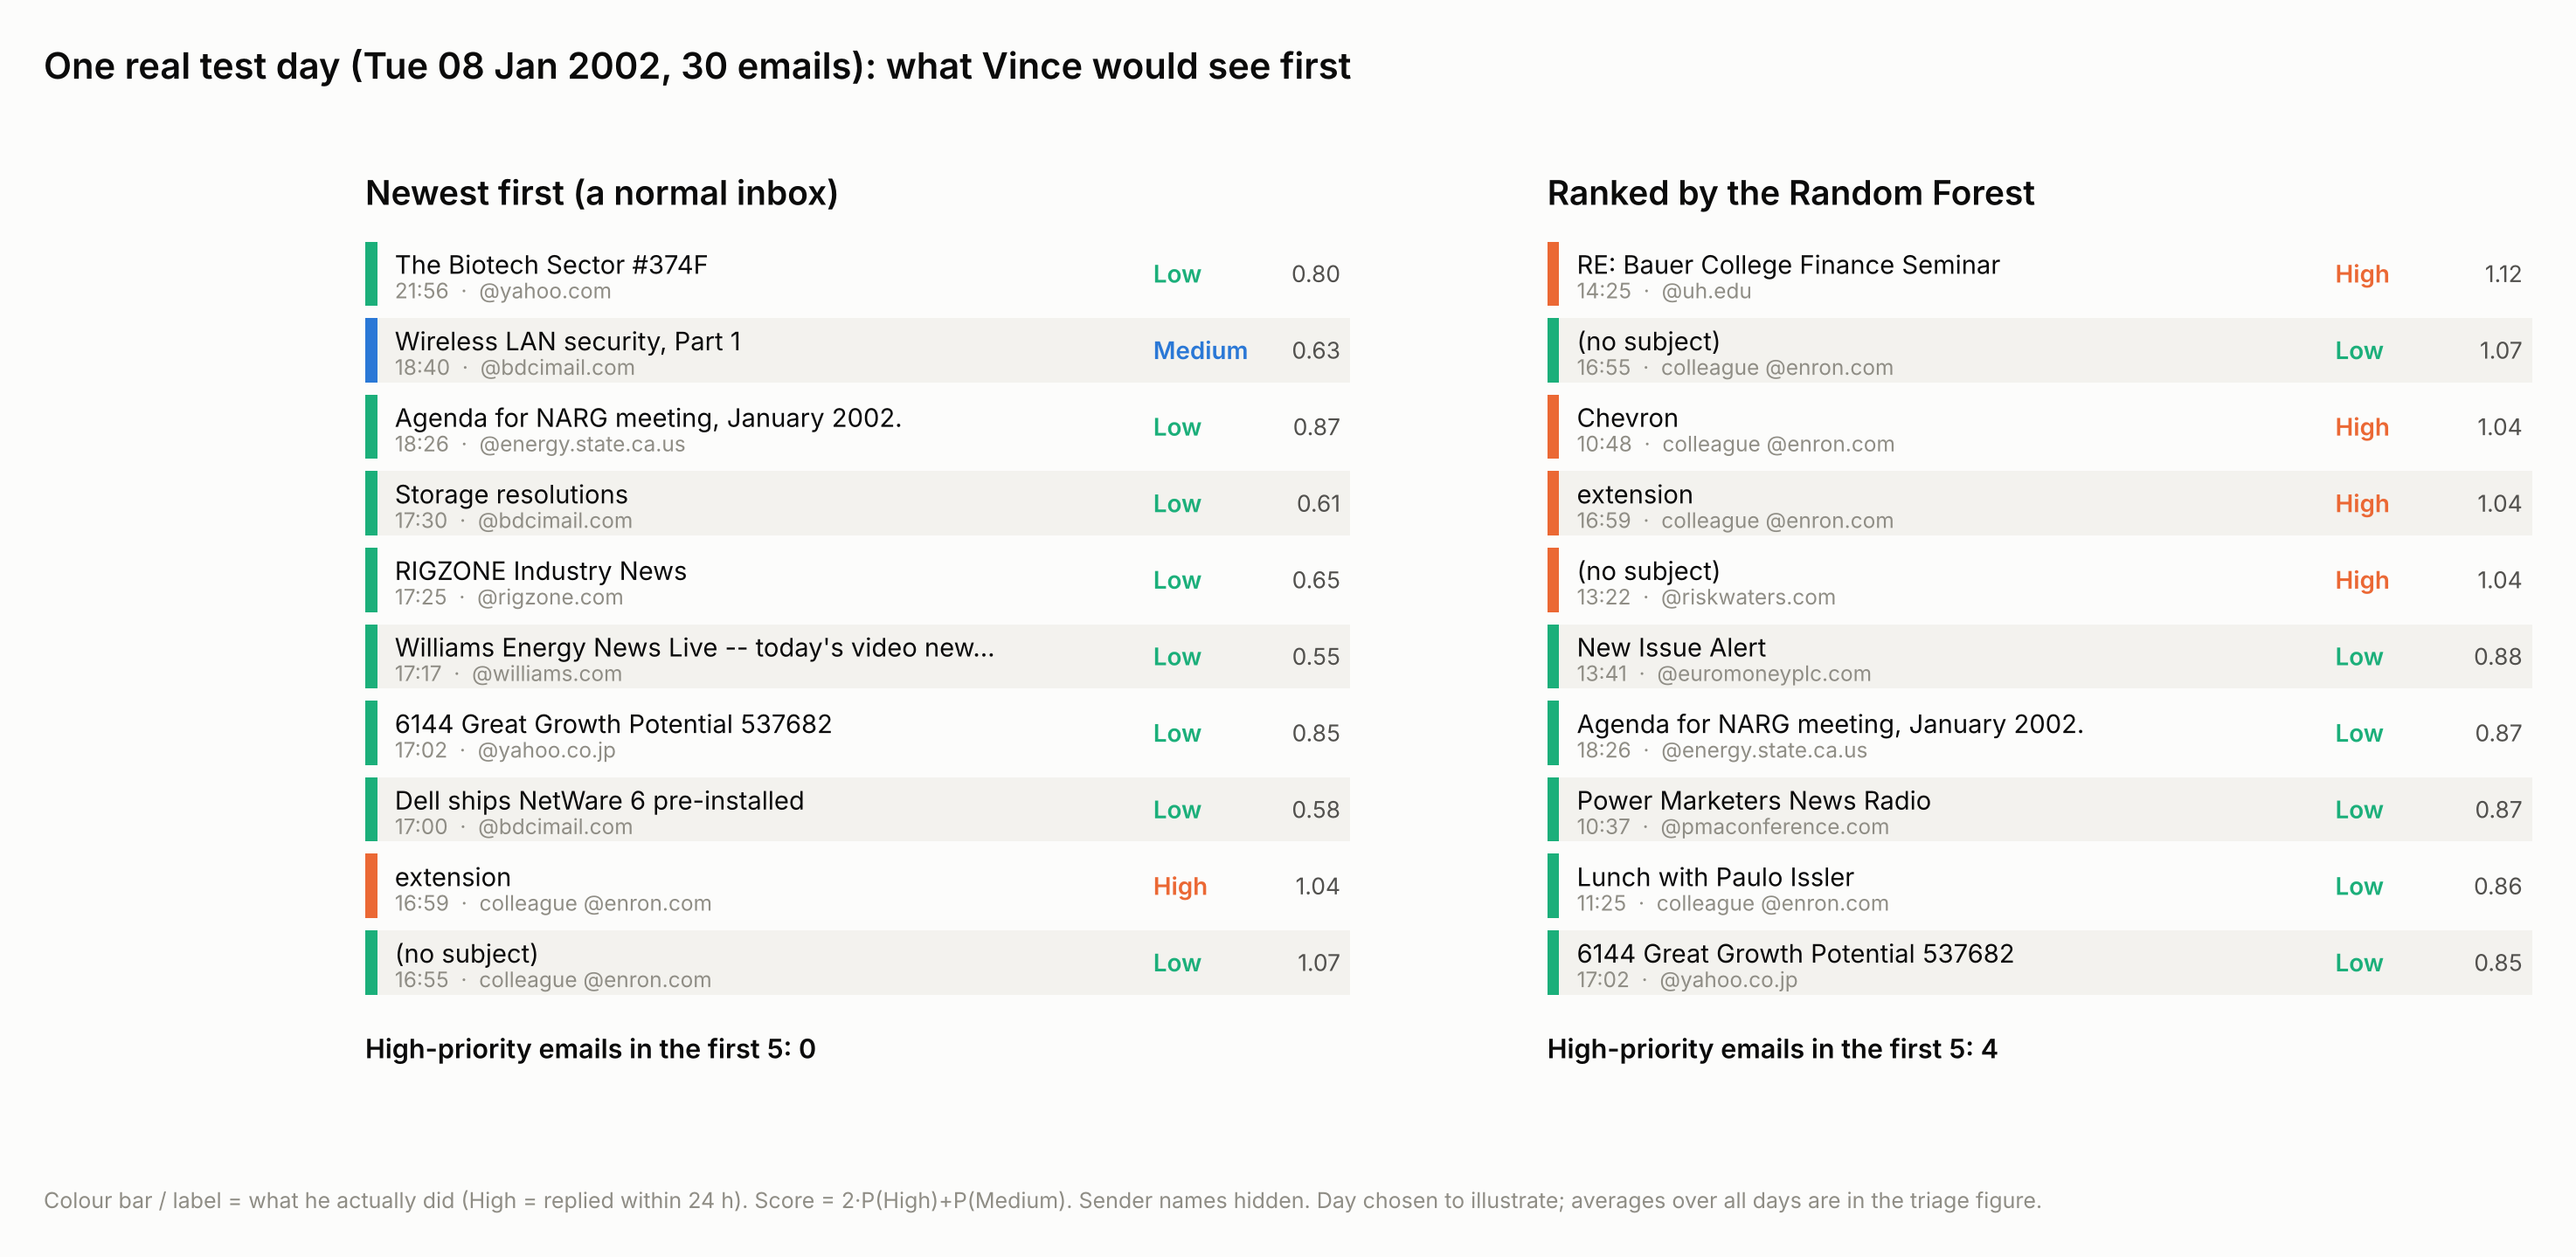 One real test day (Tue 08 Jan 2002, 30 emails): what Vince would see first
Newest first (a normal inbox)
The Biotech Sector #374F
Low 0.80
21:56 · @yahoo.com
Wireless LAN security, Part 1
Medium 0.63
18:40 · @bdcimail.com
Agenda for NARG meeting, January 2002.
Low 0.87
18:26 · @energy.state.ca.us
Storage resolutions
Low 0.61
17:30 · @bdcimail.com
RIGZONE Industry News
Low 0.65
17:25 · @rigzone.com
Williams Energy News Live -- today's video new...
Low 0.55
17:17 · @williams.com
6144 Great Growth Potential 537682
Low 0.85
17:02 · @yahoo.co.jp
Dell ships NetWare 6 pre-installed
Low 0.58
17:00 · @bdcimail.com
extension
High 1.04
16:59 · colleague @enron.com
(no subject)
Low 1.07
16:55 · colleague @enron.com
High-priority emails in the first 5: 0
Ranked by the Random Forest
RE: Bauer College Finance Seminar
High 1.12
14:25 · @uh.edu
(no subject)
Low 1.07
16:55 · colleague @enron.com
Chevron
High 1.04
10:48 · colleague @enron.com
extension
High 1.04
16:59 · colleague @enron.com
(no subject)
High 1.04
13:22 · @riskwaters.com
New Issue Alert
Low 0.88
13:41 · @euromoneyplc.com
Agenda for NARG meeting, January 2002.
Low 0.87
18:26 · @energy.state.ca.us
Power Marketers News Radio
Low 0.87
10:37 · @pmaconference.com
Lunch with Paulo Issler
Low 0.86
11:25 · colleague @enron.com
6144 Great Growth Potential 537682
Low 0.85
17:02 · @yahoo.co.jp
High-priority emails in the first 5: 4
Colour bar / label = what he actually did (High = replied within 24 h). Score = 2·P(High)+P(Medium). Sender names hidden. Day chosen to illustrate; averages over all days are in the triage figure.